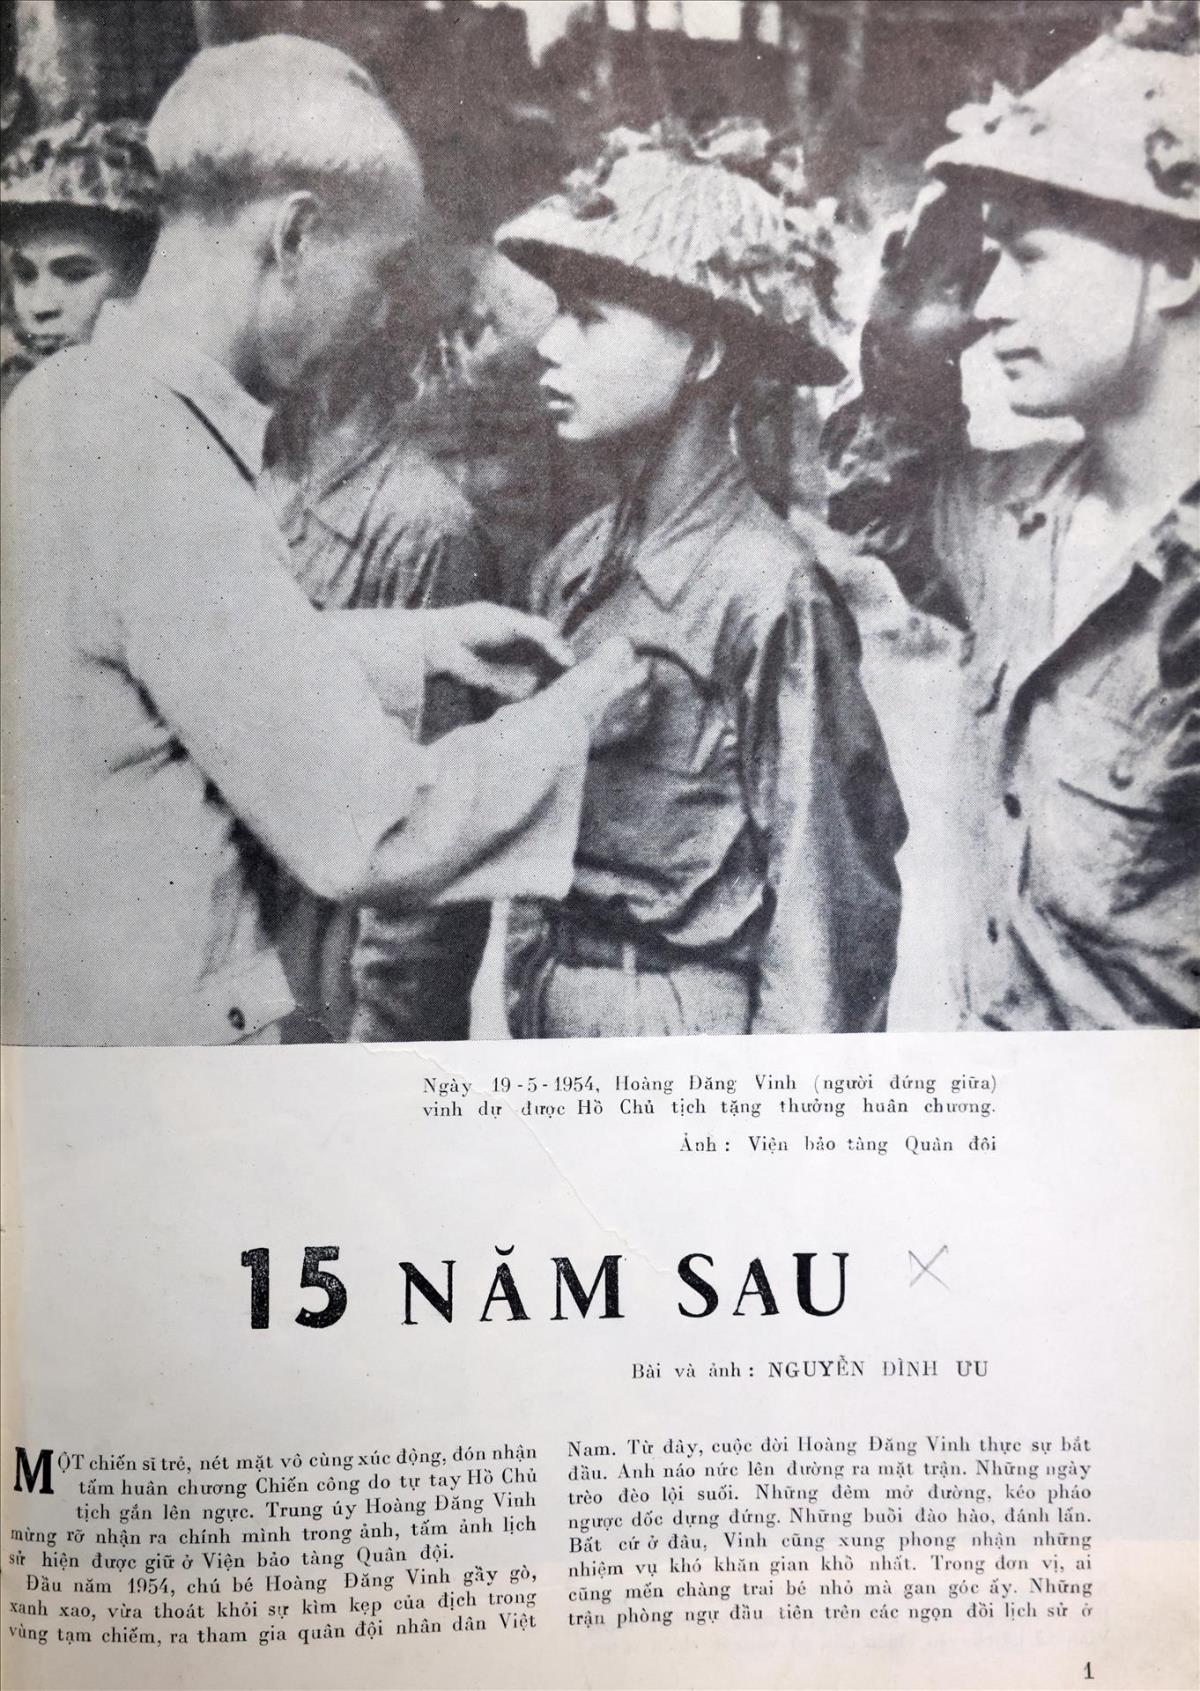 Ngày 19-5-1954, Hoàng Đăng Vinh (người đứng giữa)
vinh dự được Hồ Chủ tịch tặng thưởng huân chương.
Ảnh : Viện bảo tàng Quân đội
15 NĂM SAU
Bài và ảnh : NGUYỄN ĐÌNH ƯU
MỘT chiến sĩ trẻ, nét mặt vô cùng xúc động, đón nhận
tấm huân chương Chiến công do tự tay Hồ Chủ
tịch gắn lên ngực. Trung úy Hoàng Đăng Vinh
mừng rỡ nhận ra chính mình trong ảnh, tấm ảnh lịch
sử hiện được giữ ở Viện bảo tàng Quân đội.
Đầu năm 1954, chú bé Hoàng Đăng Vinh gầy gò,
xanh xao, vừa thoát khỏi sự kìm kẹp của địch trong
vùng tạm chiếm, ra tham gia quân đội nhân dân Việt
Nam. Từ đây, cuộc đời Hoàng Đăng Vinh thực sự bắt
đầu. Anh náo nức lên đường ra mặt trận. Những ngày
trèo đèo lội suối. Những đêm mở đường, kéo pháo
ngược dốc dựng đứng. Những buổi đào hào, đánh lấn.
Bất cứ ở đâu, Vinh cũng xung phong nhận những
nhiệm vụ khó khăn gian khổ nhất. Trong đơn vị, ai
cũng mến chàng trai bé nhỏ mà gan góc ấy. Những
trận phòng ngự đầu tiên trên các ngọn đồi lịch sử ở
1